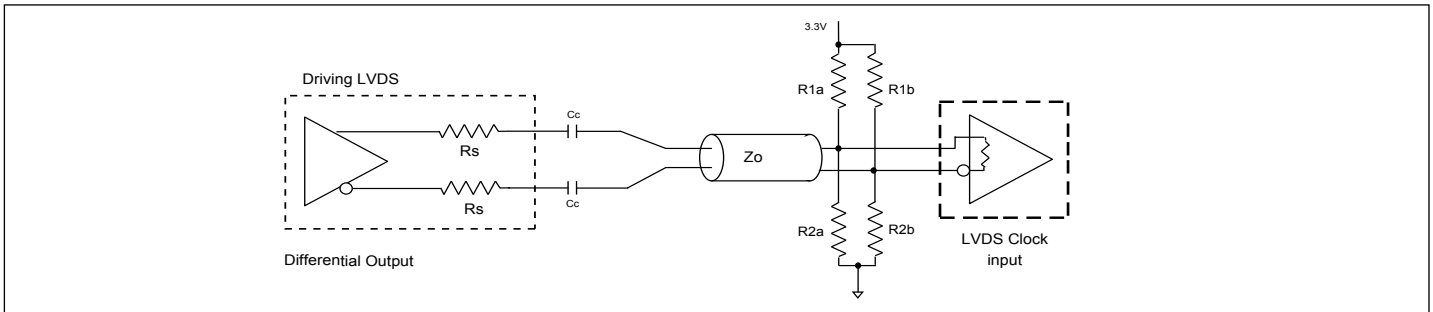 3.3V
Driving LVDS
R1a
R1b
Cc
Rs
Zo
Rs
Cc
R2a
R2b
LVDS Clock
input
Differential Output